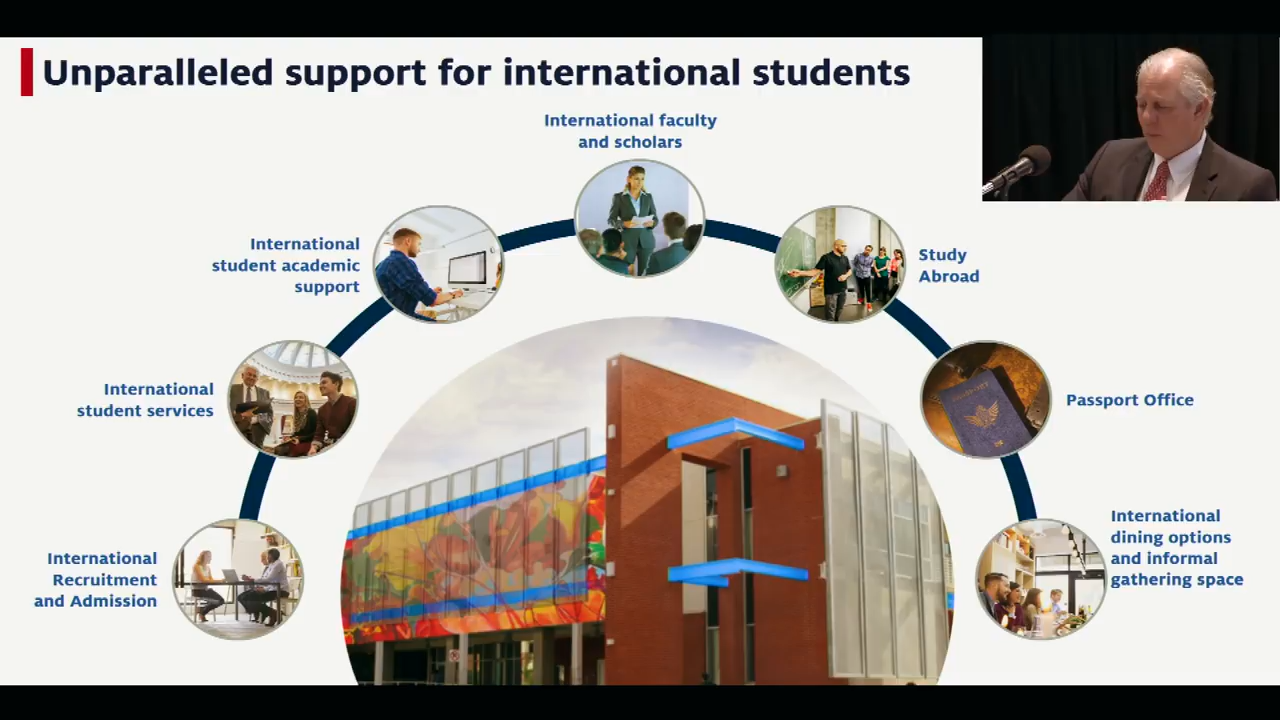 Unparalleled support for international students
International faculty
and scholars
International
student academic
support
Study
Abroad
International
student services
Passport Office
International
Recruitment
and Admission
International
dining options
and informal
gathering space